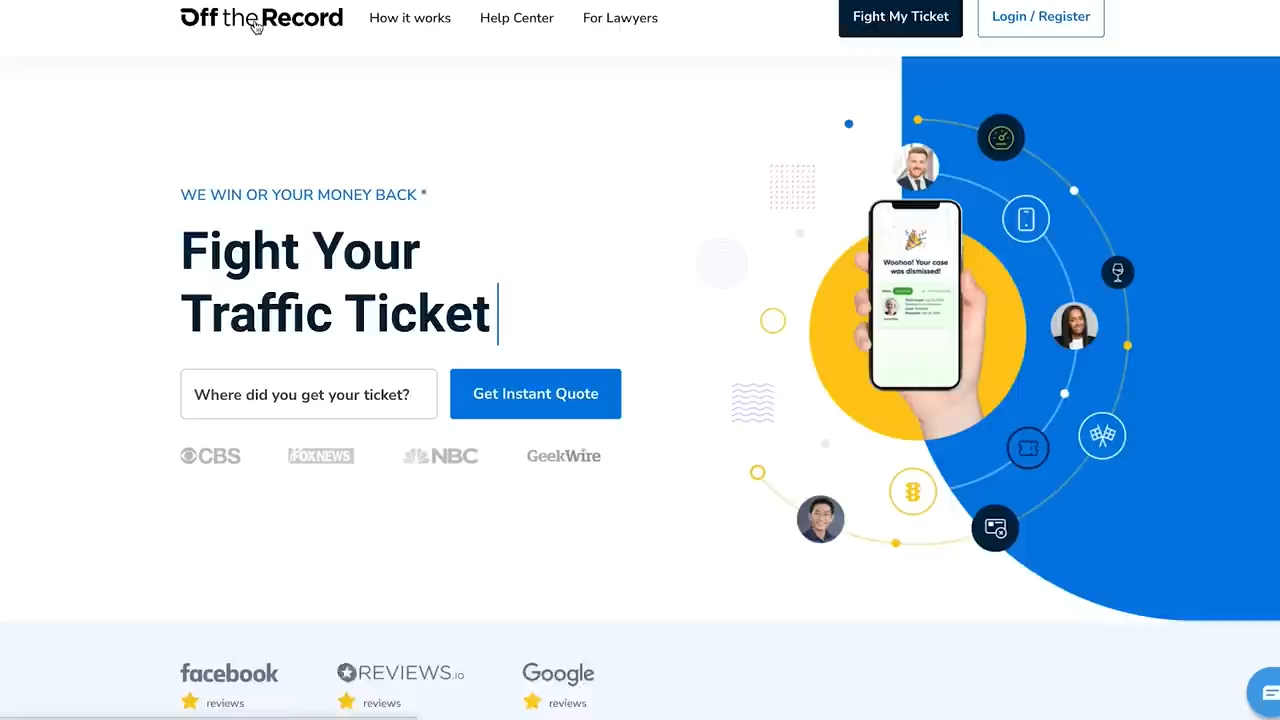 Off the Record
How it works
Help Center
For Lawyers
Fight My Ticket
Login / Register
WE WIN OR YOUR MONEY BACK *
Fight Your
Traffic Ticket
Where did you get your ticket?
Get Instant Quote
CBS
FOX NEWS
NBC
GeekWire
Woohoo! Your case
was dismissed!
facebook
reviews
REVIEWS.io
reviews
Google
reviews